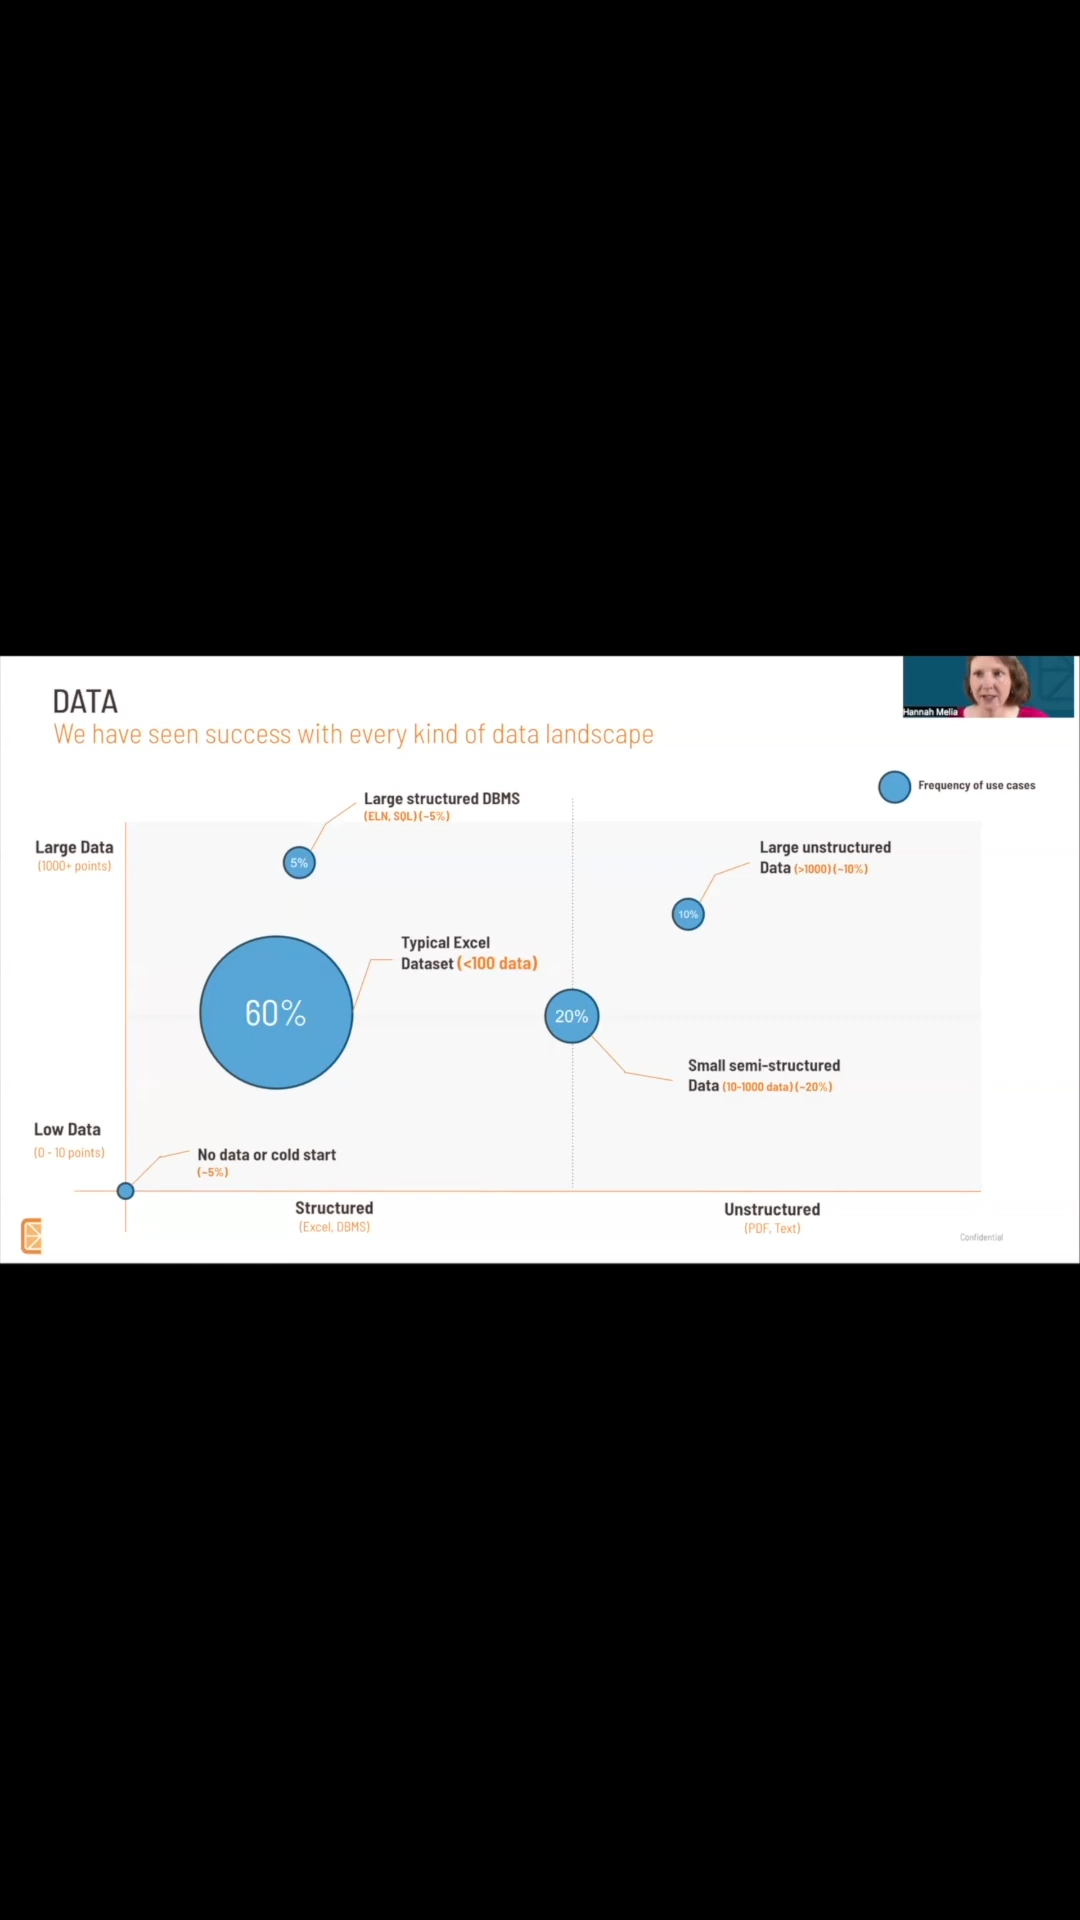 DATA
We have seen success with every kind of data landscape
Hannah Melia
Frequency of use cases
Large structured DBMS
(ELN, SQL) (~5%)
Large Data
(1000+ points)
5%
Large unstructured
Data (>1000) (~10%)
10%
Typical Excel
Dataset (<100 data)
60%
20%
Small semi-structured
Data (10-1000 data) (~20%)
Low Data
(0 - 10 points)
No data or cold start
(~5%)
Structured
(Excel, DBMS)
Unstructured
(PDF, Text)
Confidential